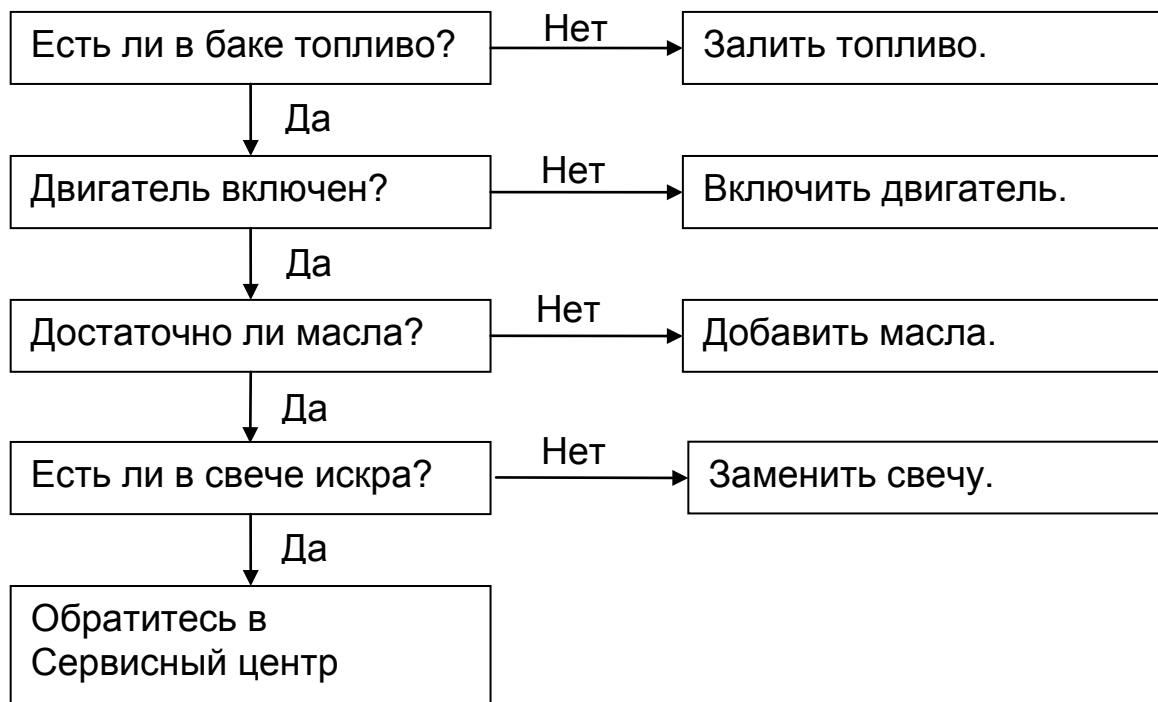 Есть ли в баке топливо?
Нет
Залить топливо.
Да
Двигатель включен?
Нет
Включить двигатель.
Да
Достаточно ли масла?
Нет
Добавить масла.
Да
Есть ли в свече искра?
Нет
Заменить свечу.
Да
Обратитесь в
Сервисный центр